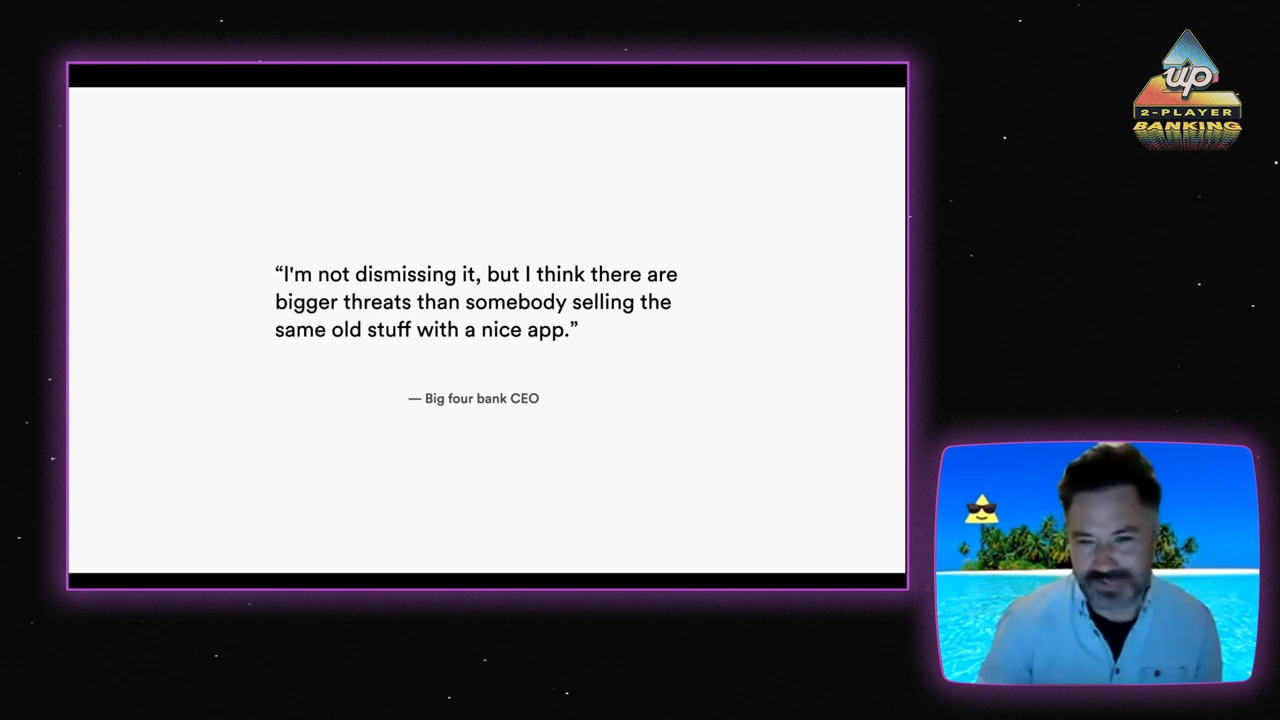 “I'm not dismissing it, but I think there are
bigger threats than somebody selling the
same old stuff with a nice app.”
— Big four bank CEO
up
2-PLAYER
BANKING